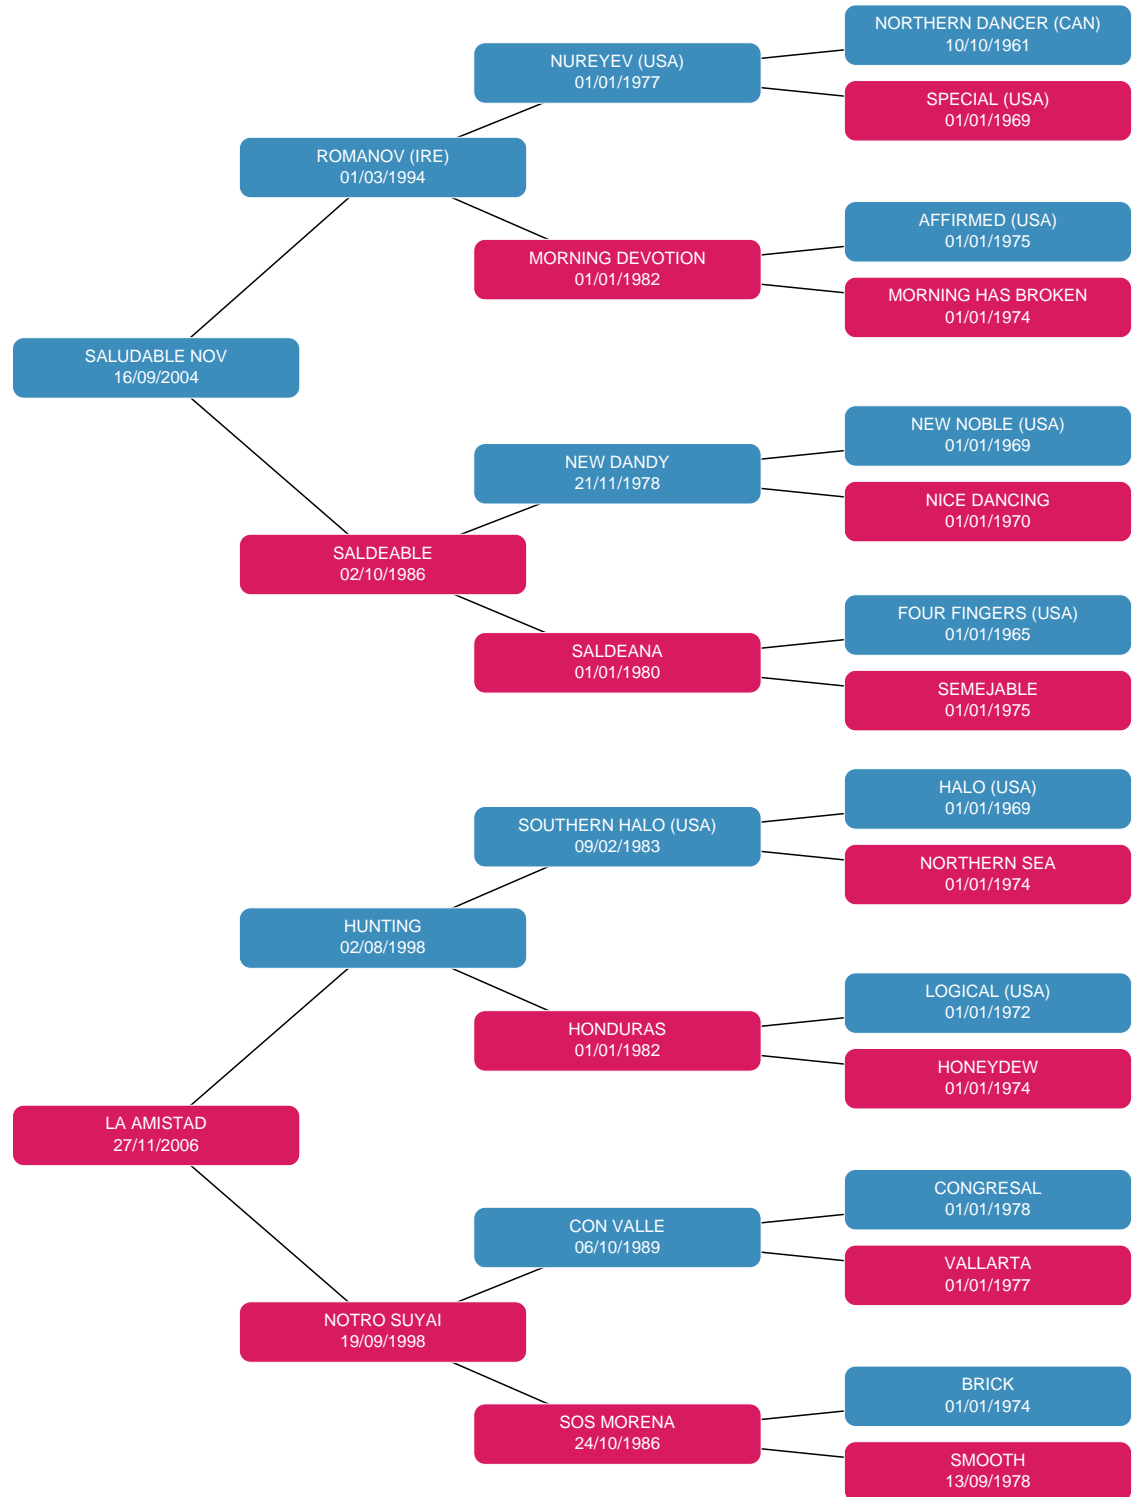 NORTHERN DANCER (CAN)
10/10/1961
NUREYEV (USA)
01/01/1977
SPECIAL (USA)
01/01/1969
ROMANOV (IRE)
01/03/1994
AFFIRMED (USA)
01/01/1975
MORNING DEVOTION
01/01/1982
MORNING HAS BROKEN
01/01/1974
SALUDABLE NOV
16/09/2004
NEW NOBLE (USA)
01/01/1969
NEW DANDY
21/11/1978
NICE DANCING
01/01/1970
SALDEABLE
02/10/1986
FOUR FINGERS (USA)
01/01/1965
SALDEANA
01/01/1980
SEMEJABLE
01/01/1975
HALO (USA)
01/01/1969
SOUTHERN HALO (USA)
09/02/1983
NORTHERN SEA
01/01/1974
HUNTING
02/08/1998
LOGICAL (USA)
01/01/1972
HONDURAS
01/01/1982
HONEYDEW
01/01/1974
LA AMISTAD
27/11/2006
CONGRESAL
01/01/1978
CON VALLE
06/10/1989
VALLARTA
01/01/1977
NOTRO SUYAI
19/09/1998
BRICK
01/01/1974
SOS MORENA
24/10/1986
SMOOTH
13/09/1978